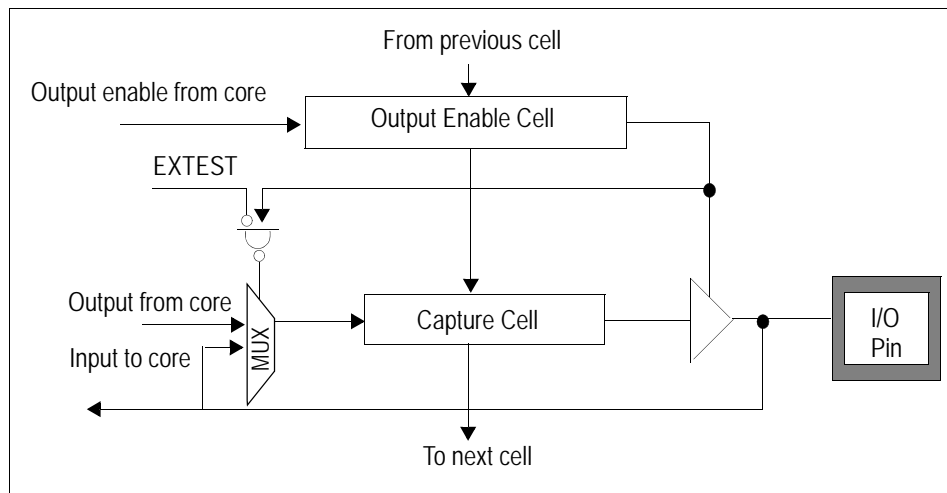 From previous cell
Output enable from core
Output Enable Cell
EXTEST
Output from core
Input to core
MUX
Capture Cell
I/O
Pin
To next cell